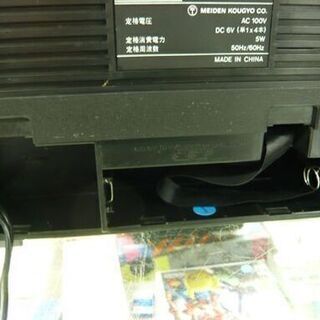 MEIDEN KOUGYO CO.
定格電圧 AC 100V
DC 6V (単1x4本)
定格消費電力 5W
定格周波数 50Hz/60Hz
MADE IN CHINA